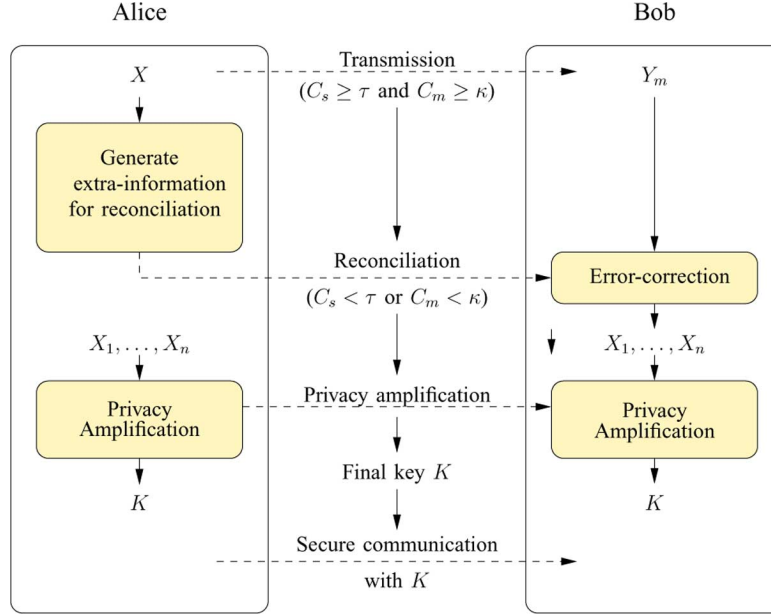 Alice
Bob
X
Transmission
Y_m
(C_s ≥ τ and C_m ≥ κ)
Generate
extra-information
for reconciliation
Reconciliation
Error-correction
(C_s < τ or C_m < κ)
X_1, . . . , X_n
X_1, . . . , X_n
Privacy
Amplification
Privacy amplification
Privacy
Amplification
K
Final key K
K
Secure communication
with K